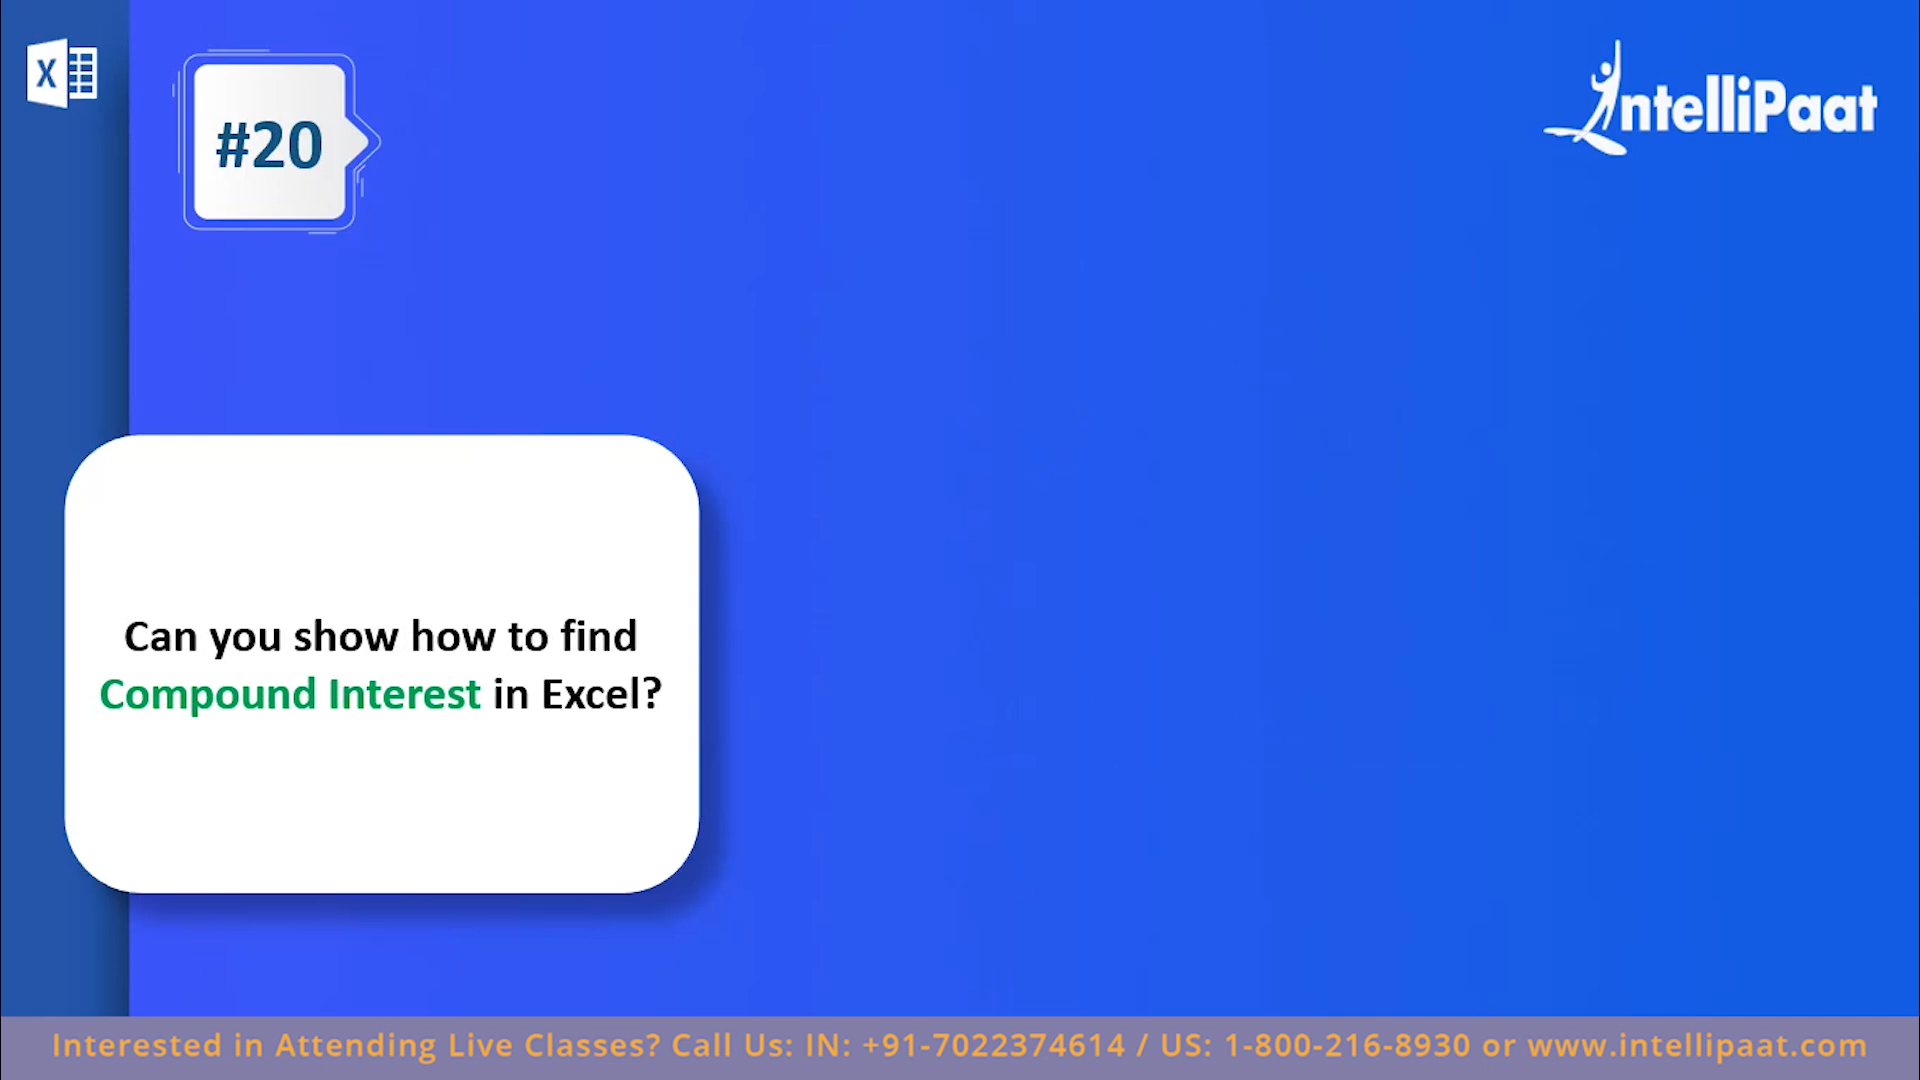 X
#20
IntelliPaat
Can you show how to find
Compound Interest in Excel?
Interested in Attending Live Classes? Call Us: IN: +91-7022374614 / US: 1-800-216-8930 or www.intellipaat.com